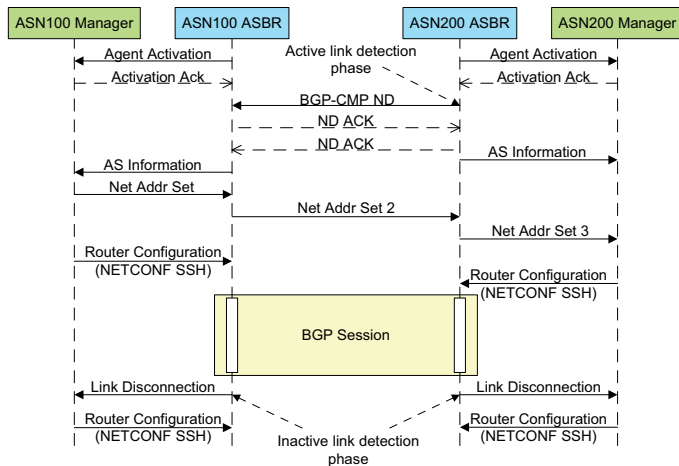 ASN100 Manager
ASN100 ASBR
ASN200 ASBR
ASN200 Manager
Agent Activation
Active link detection
phase
Agent Activation
Activation Ack
Activation Ack
BGP-CMP ND
ND ACK
ND ACK
AS Information
AS Information
Net Addr Set
Net Addr Set 2
Net Addr Set 3
Router Configuration
(NETCONF SSH)
Router Configuration
(NETCONF SSH)
BGP Session
Link Disconnection
Link Disconnection
Router Configuration
(NETCONF SSH)
Inactive link detection
phase
Router Configuration
(NETCONF SSH)